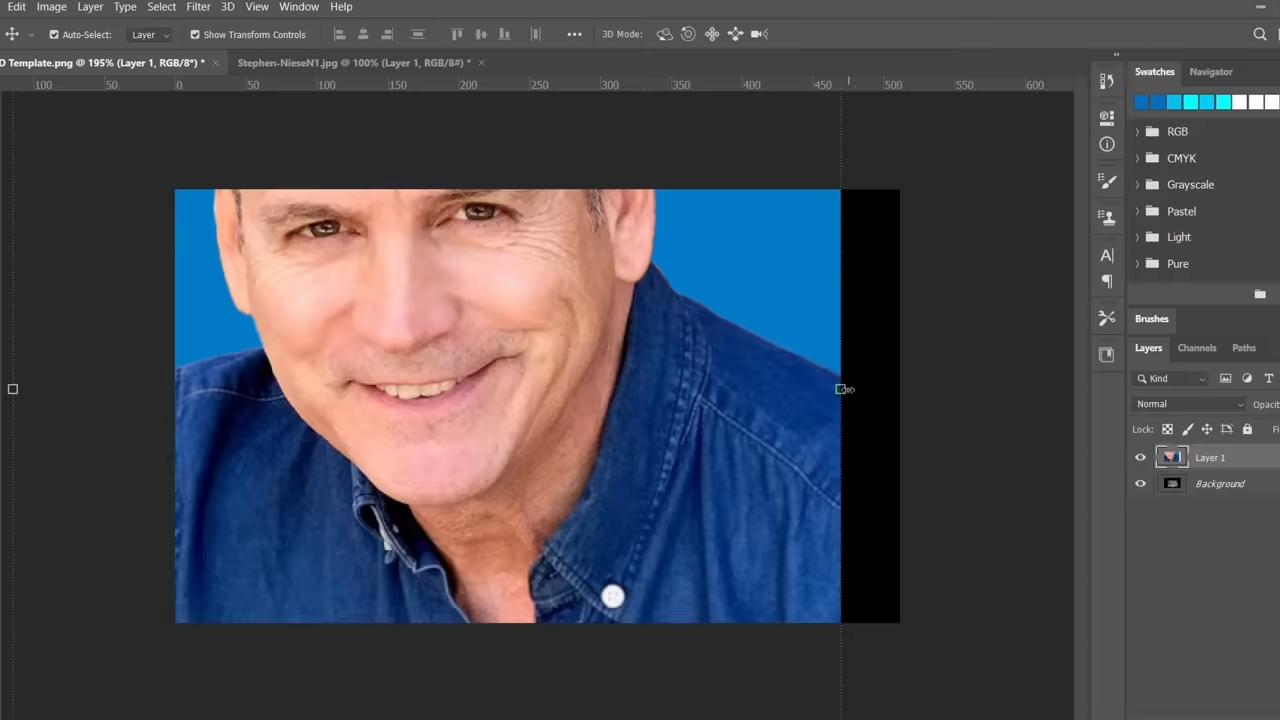 Edit Image Layer Type Select Filter 3D View Window Help
Auto-Select: Layer Show Transform Controls 3D Mode:
D Template.png @ 195% (Layer 1, RGB/8*) * × Stephen-NieseN1.jpg @ 100% (Layer 1, RGB/8#) * ×
100 50 0 50 100 150 200 250 300 350 400 450 500 550 600
Swatches Navigator
RGB
CMYK
Grayscale
Pastel
Light
Pure
Brushes
Layers Channels Paths
Kind
Normal Opacit
Lock: Fi
Layer 1
Background